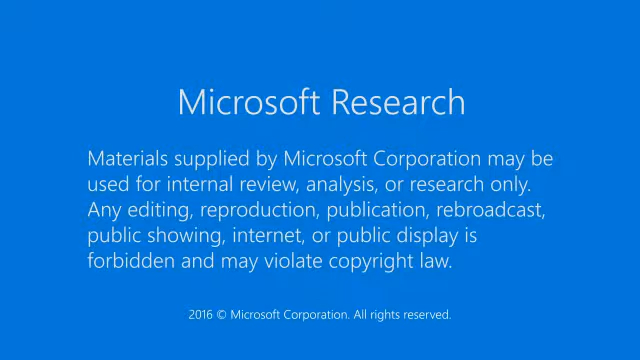 Microsoft Research
Materials supplied by Microsoft Corporation may be
used for internal review, analysis, or research only.
Any editing, reproduction, publication, rebroadcast,
public showing, internet, or public display is
forbidden and may violate copyright law.
2016 © Microsoft Corporation. All rights reserved.